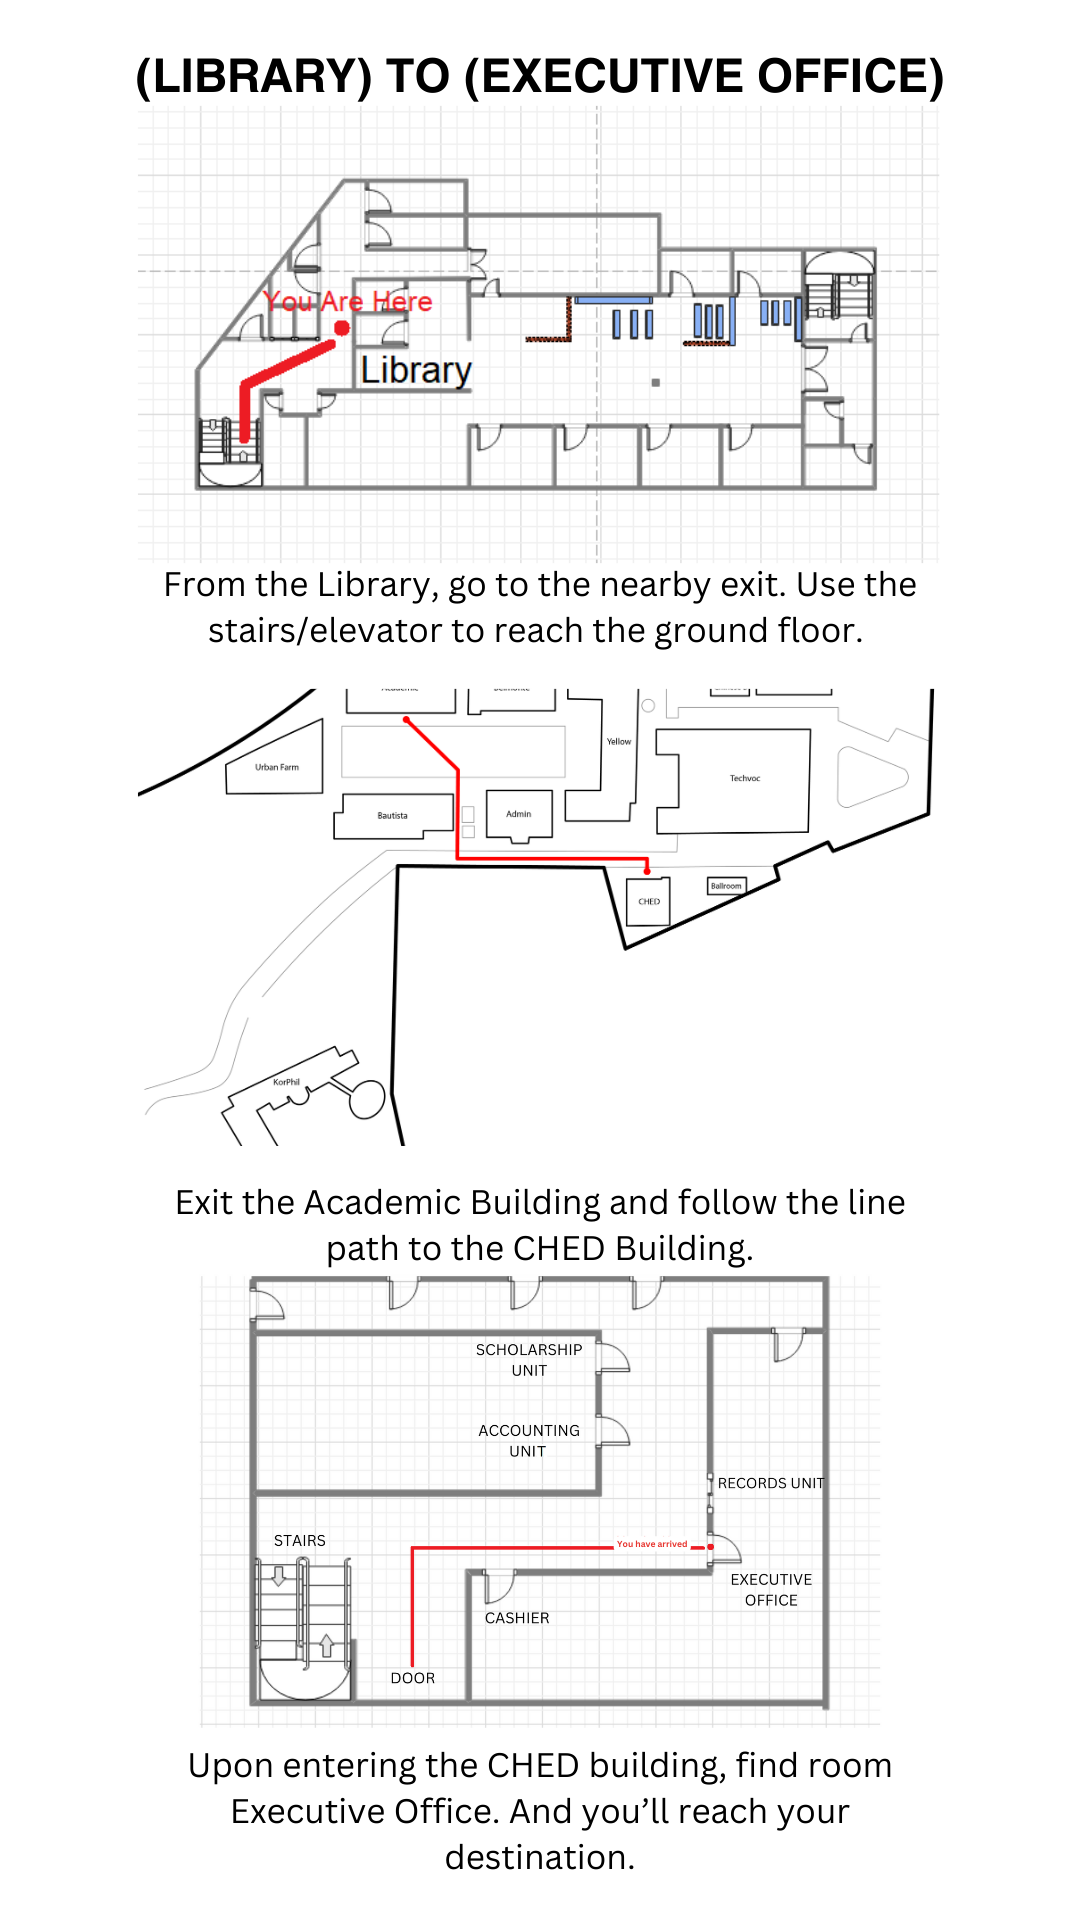 (LIBRARY) TO (EXECUTIVE OFFICE)
You Are Here
Library
From the Library, go to the nearby exit. Use the
stairs/elevator to reach the ground floor.
Urban Farm
Yellow
Techvoc
Bautista
Admin
CHED
Ballroom
KorPhil
Exit the Academic Building and follow the line
path to the CHED Building.
SCHOLARSHIP
UNIT
ACCOUNTING
UNIT
RECORDS UNIT
STAIRS
You have arrived
EXECUTIVE
OFFICE
CASHIER
DOOR
Upon entering the CHED building, find room
Executive Office. And you’ll reach your
destination.